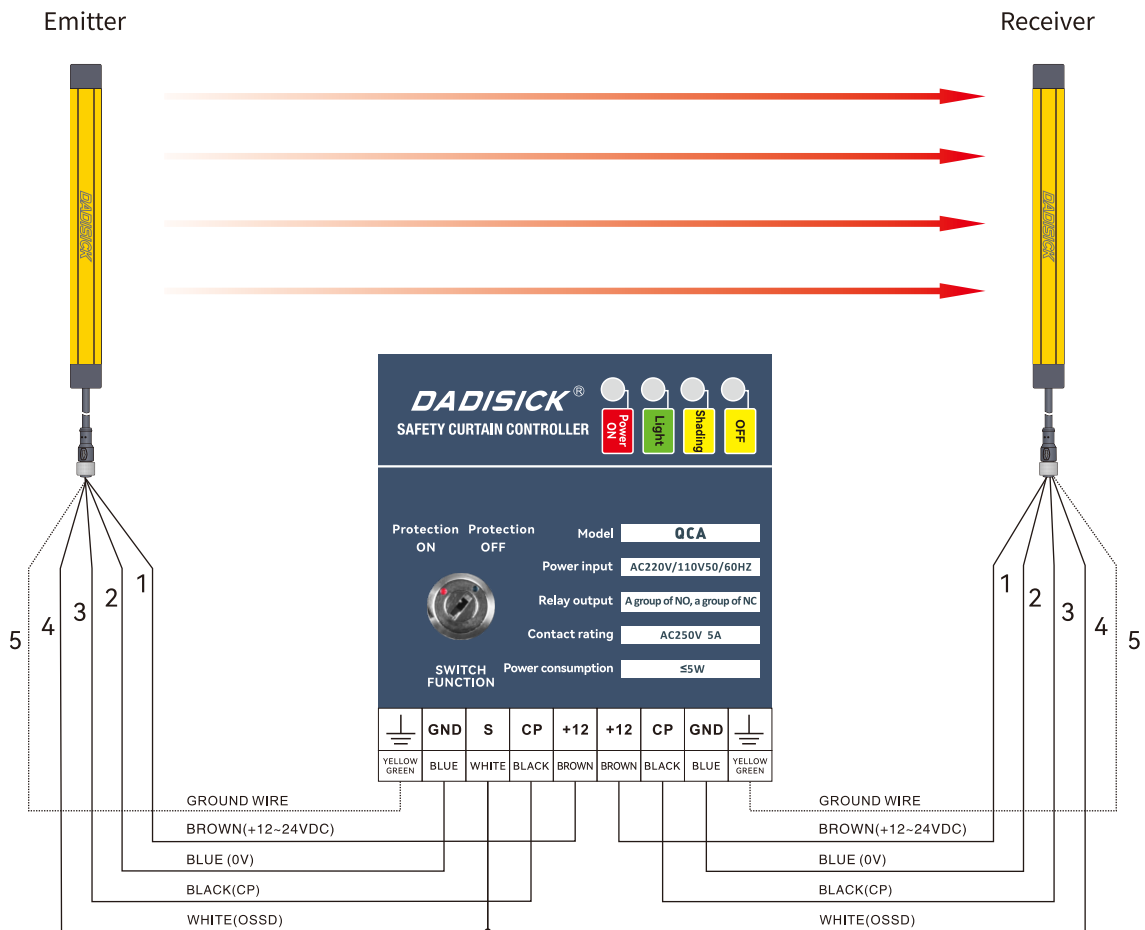 Emitter
Receiver
DADISICK
DADISICK
DADISICK®
SAFETY CURTAIN CONTROLLER
Power ON
Light
Shading
OFF
Protection ON
Protection OFF
SWITCH FUNCTION
Model QCA
Power input AC220V/110V50/60HZ
Relay output A group of NO, a group of NC
Contact rating AC250V 5A
Power consumption ≤5W
5 4 3 2 1
1 2 3 4 5
GND S CP +12 +12 CP GND
YELLOW GREEN BLUE WHITE BLACK BROWN BROWN BLACK BLUE YELLOW GREEN
GROUND WIRE
BROWN(+12~24VDC)
BLUE (0V)
BLACK(CP)
WHITE(OSSD)
GROUND WIRE
BROWN(+12~24VDC)
BLUE (0V)
BLACK(CP)
WHITE(OSSD)